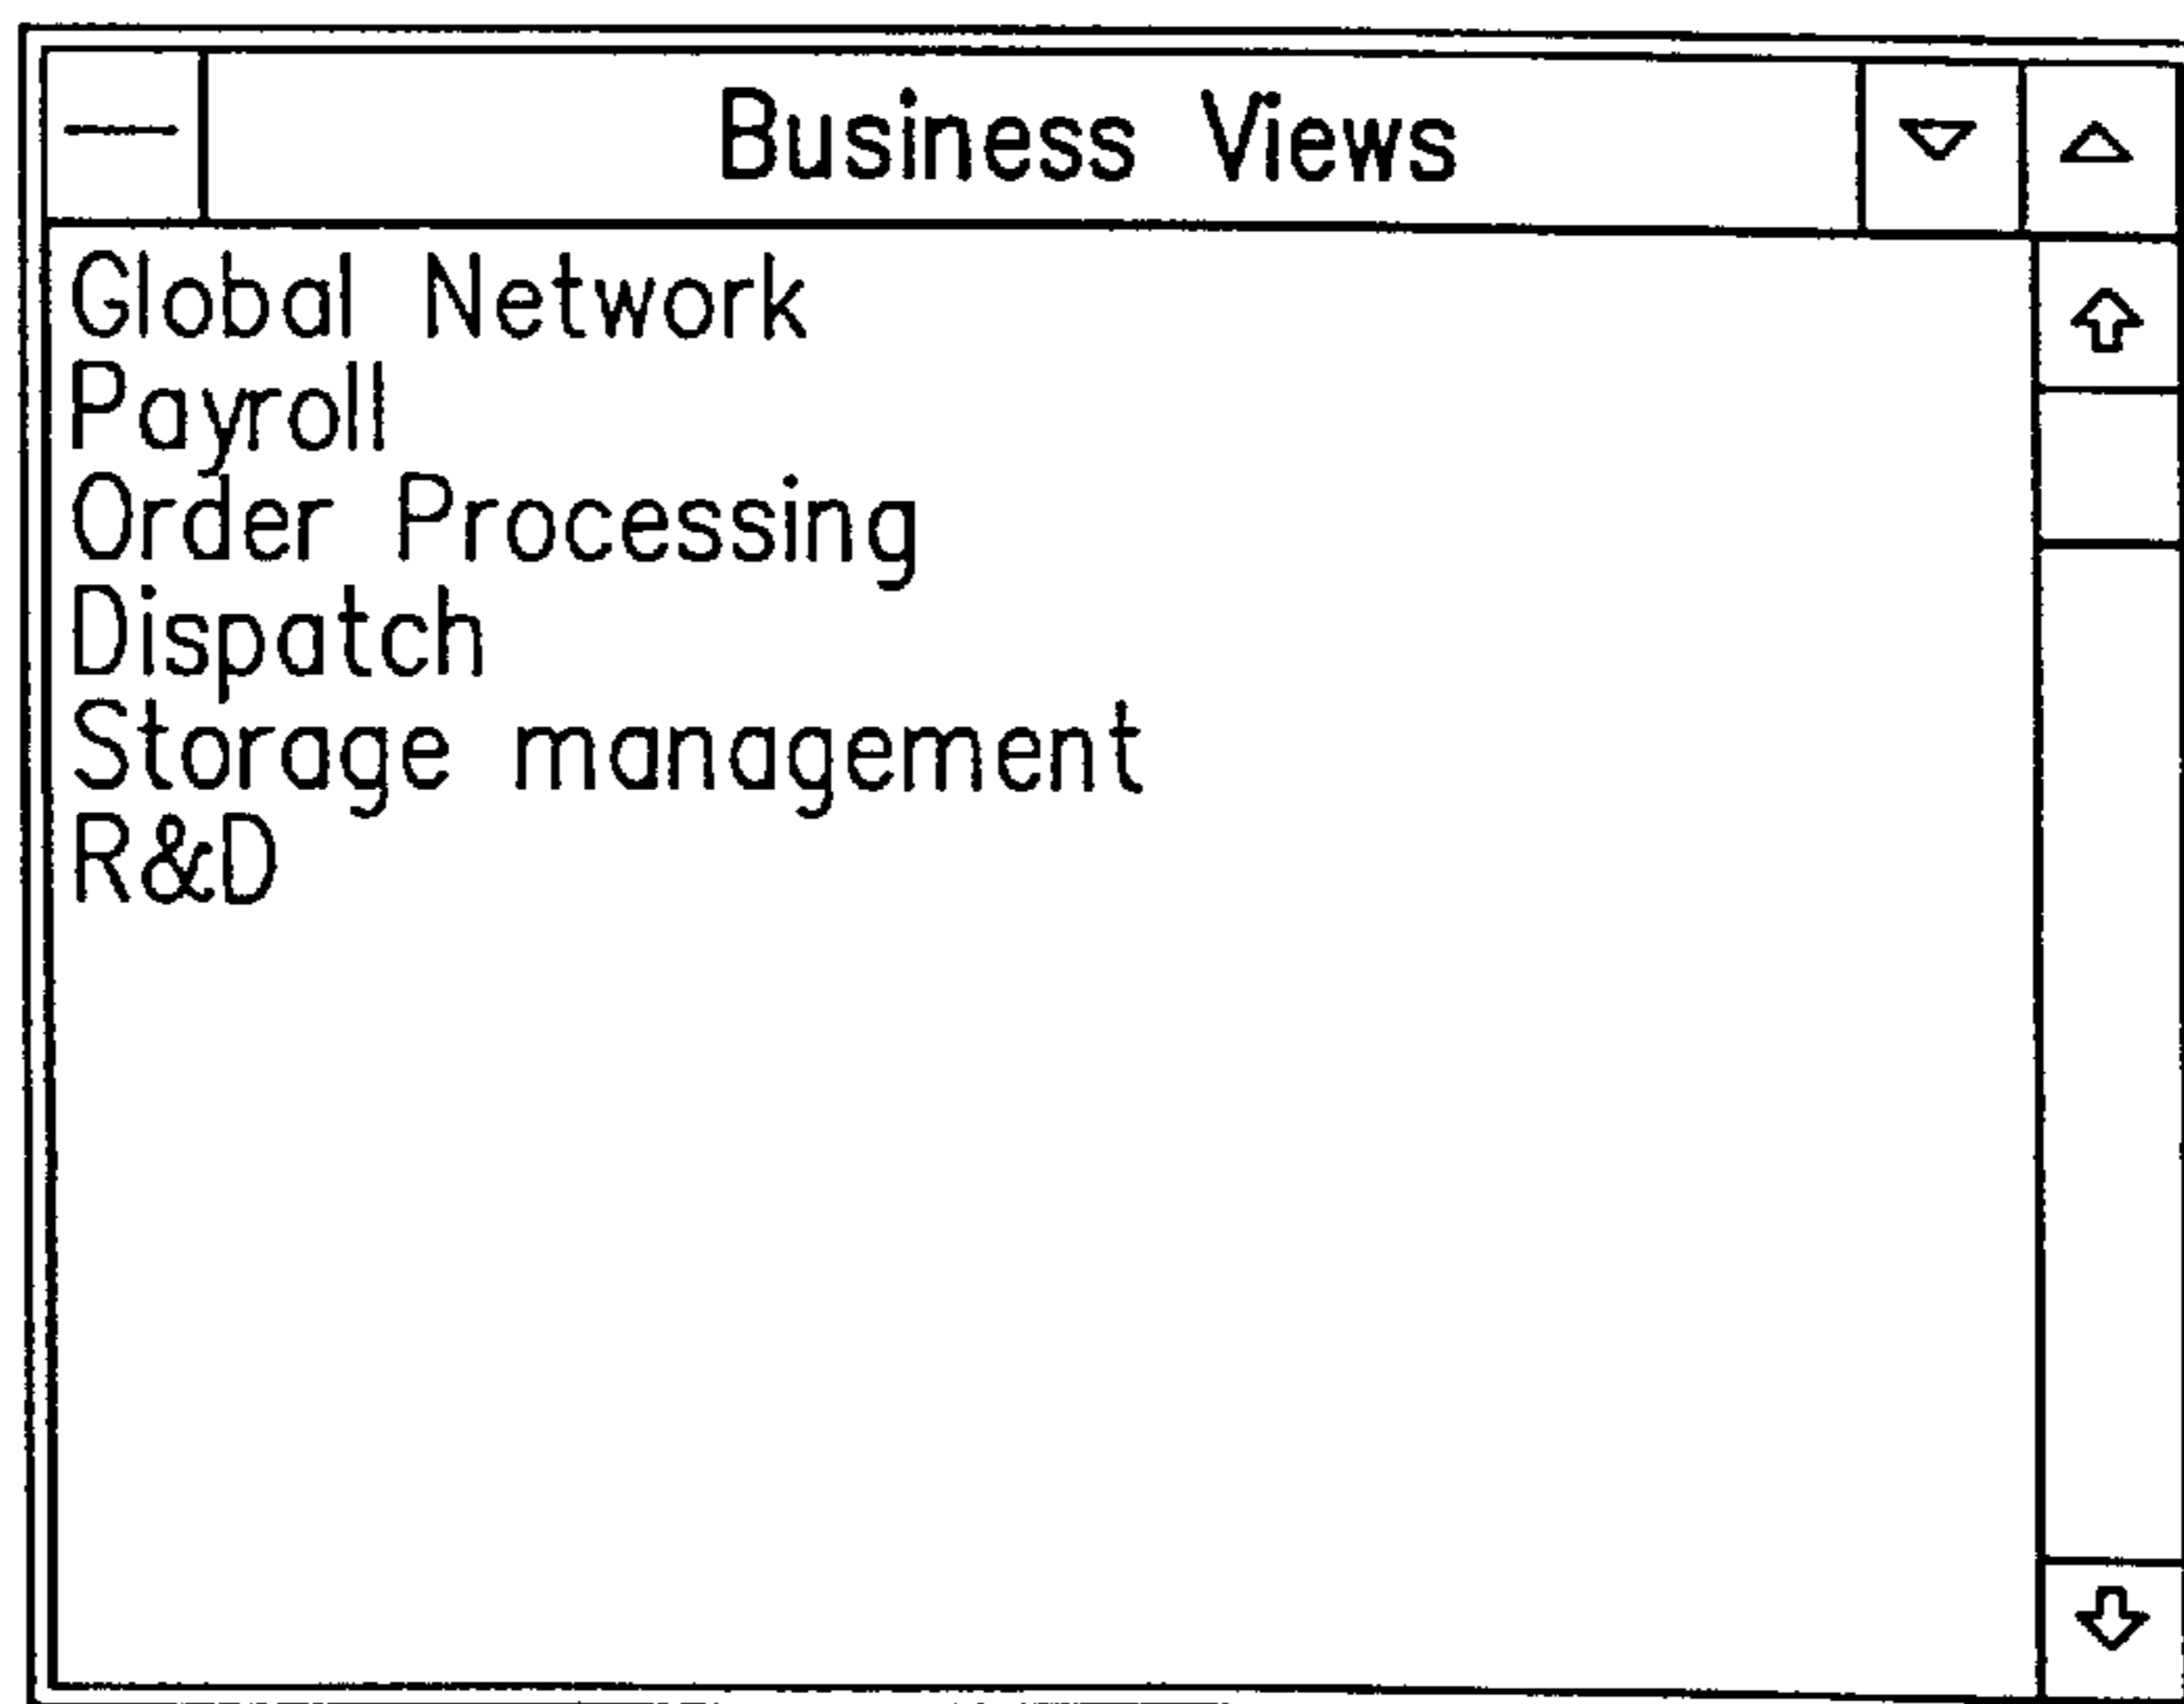 Business Views
Global Network
Payroll
Order Processing
Dispatch
Storage management
R&D